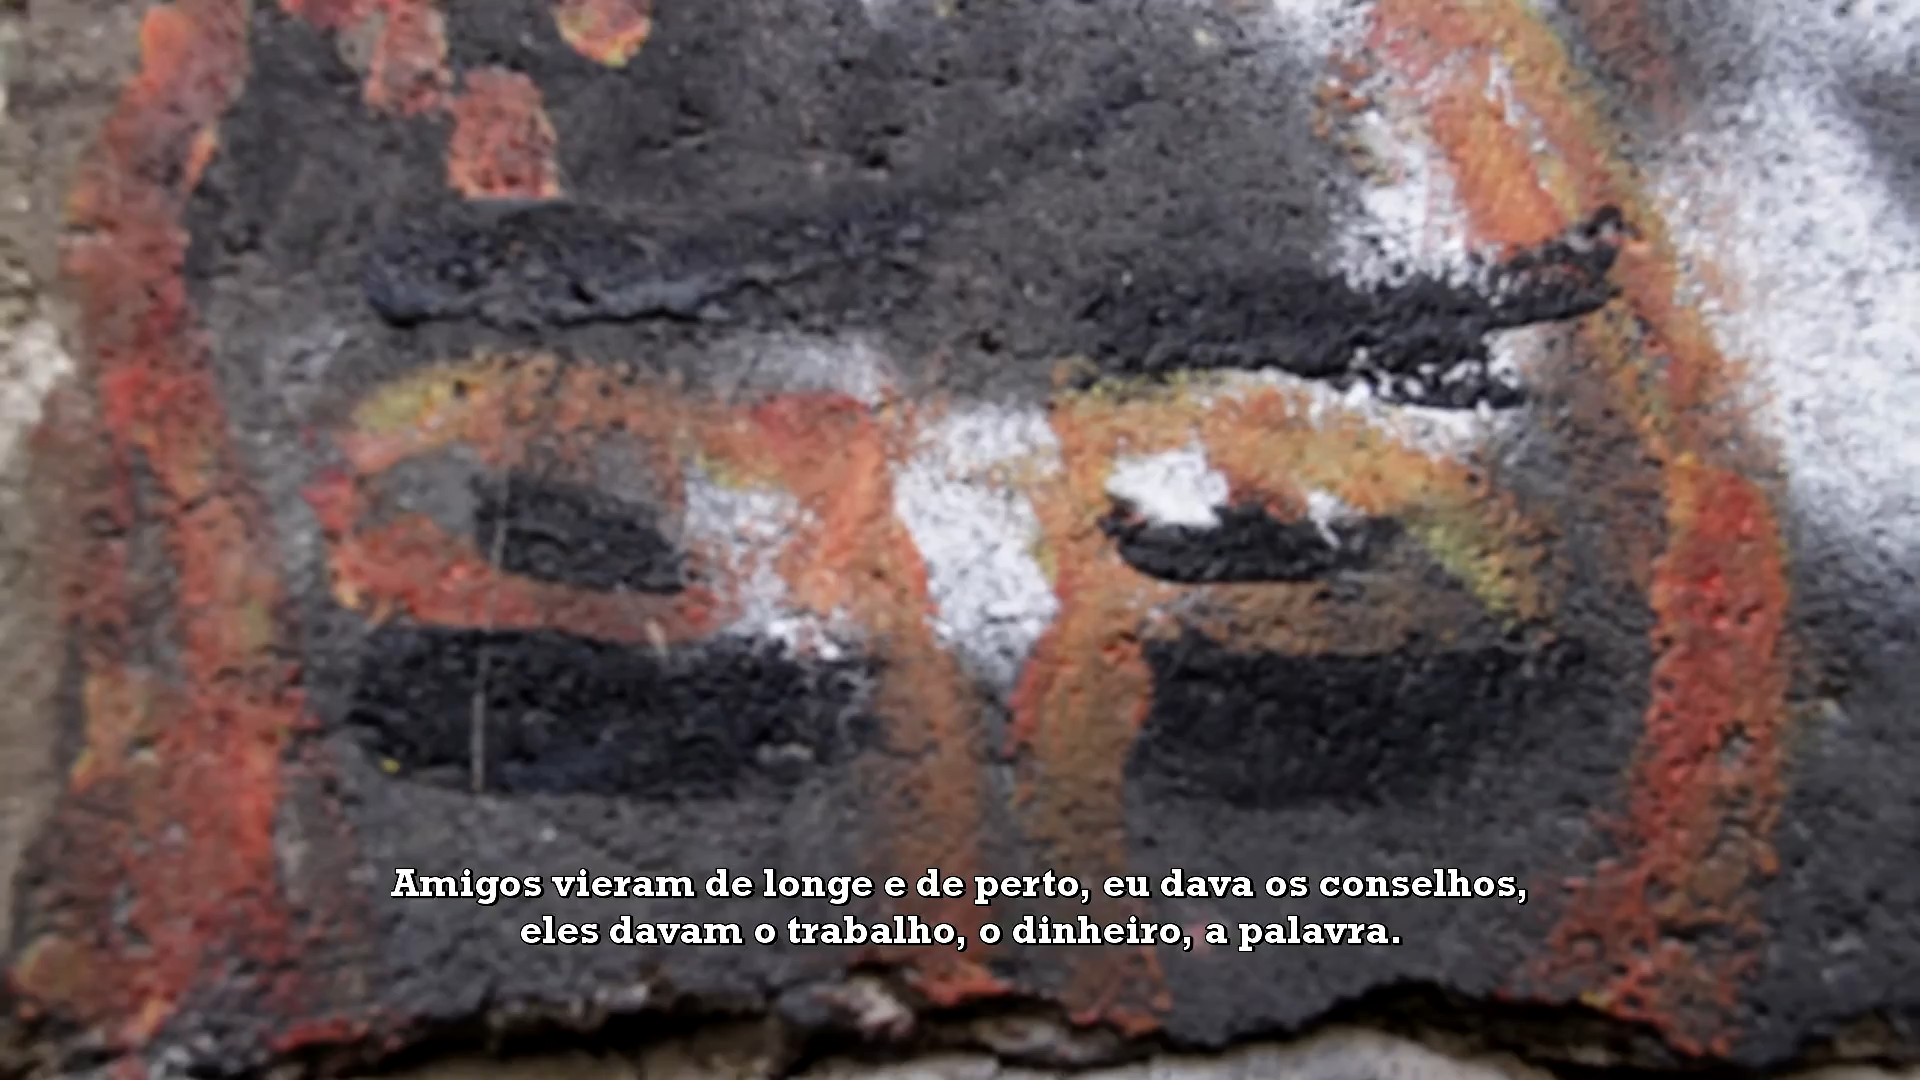 Amigos vieram de longe e de perto, eu dava os conselhos,
eles davam o trabalho, o dinheiro, a palavra.